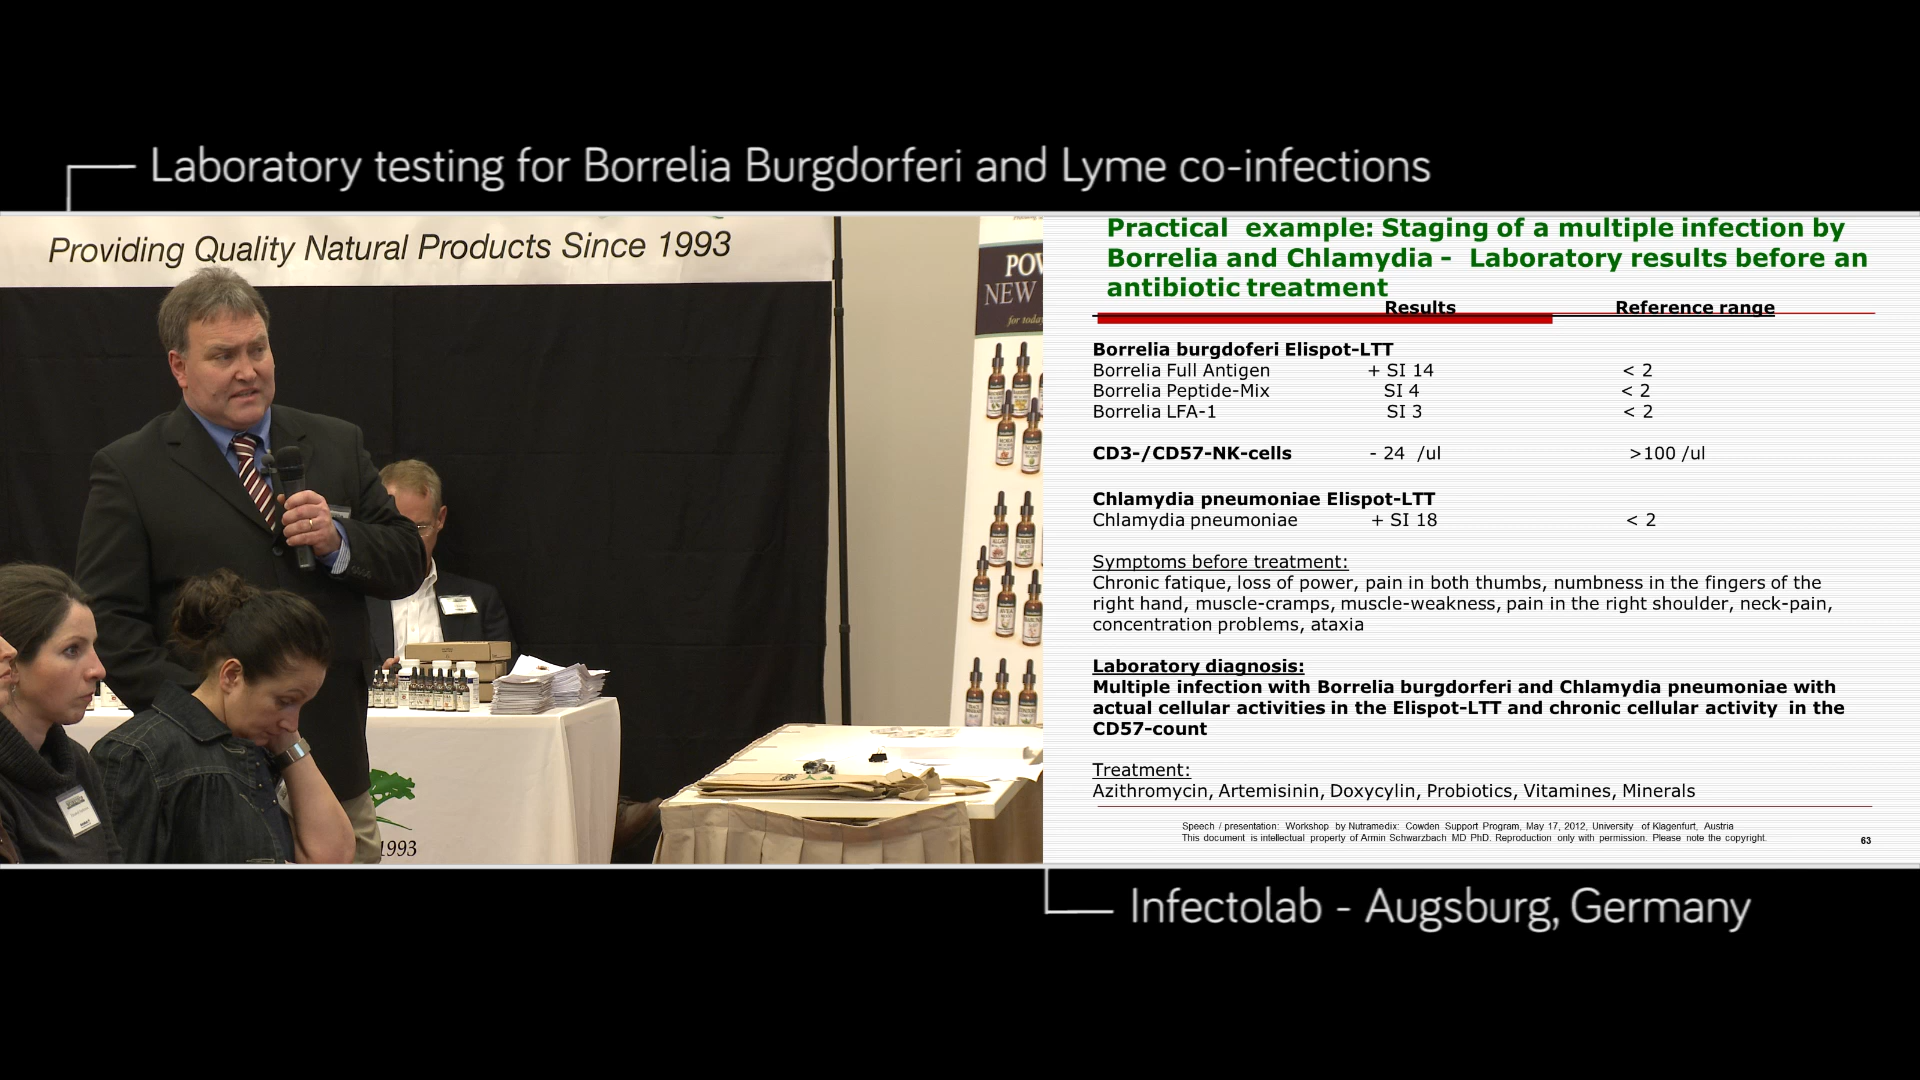 Laboratory testing for Borrelia Burgdorferi and Lyme co-infections
Providing Quality Natural Products Since 1993
NEW
for today
1993
Practical example: Staging of a multiple infection by
Borrelia and Chlamydia - Laboratory results before an
antibiotic treatment
Results Reference range
Borrelia burgdoferi Elispot-LTT
Borrelia Full Antigen + SI 14 < 2
Borrelia Peptide-Mix SI 4 < 2
Borrelia LFA-1 SI 3 < 2
CD3-/CD57-NK-cells - 24 /ul >100 /ul
Chlamydia pneumoniae Elispot-LTT
Chlamydia pneumoniae + SI 18 < 2
Symptoms before treatment:
Chronic fatique, loss of power, pain in both thumbs, numbness in the fingers of the
right hand, muscle-cramps, muscle-weakness, pain in the right shoulder, neck-pain,
concentration problems, ataxia
Laboratory diagnosis:
Multiple infection with Borrelia burgdorferi and Chlamydia pneumoniae with
actual cellular activities in the Elispot-LTT and chronic cellular activity in the
CD57-count
Treatment:
Azithromycin, Artemisinin, Doxycylin, Probiotics, Vitamines, Minerals
Speech / presentation: Workshop by Nutramedix: Cowden Support Program, May 17, 2012, University of Klagenfurt, Austria
This document is intellectual property of Armin Schwarzbach MD PhD. Reproduction only with permission. Please note the copyright.
63
Infectolab - Augsburg, Germany